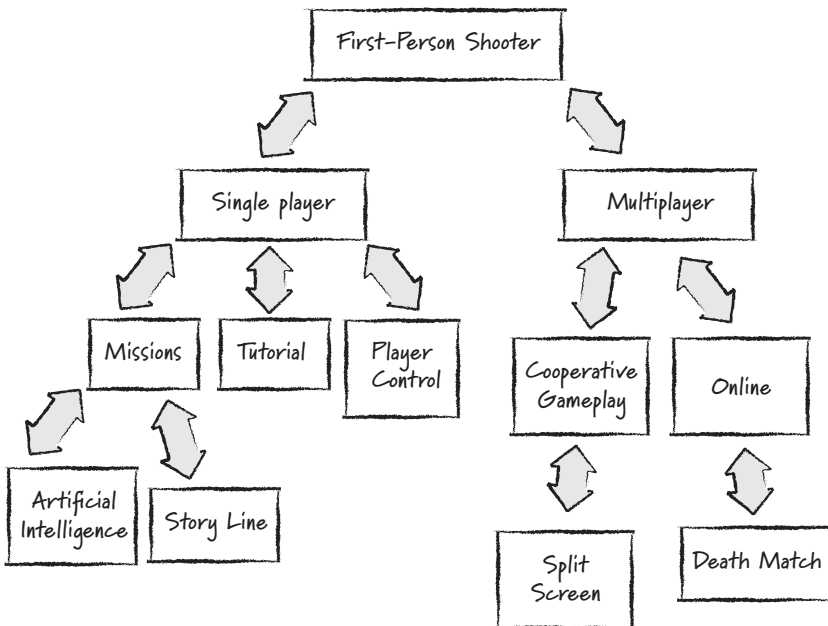 First-Person Shooter
Single player
Multiplayer
Missions
Tutorial
Player
Control
Cooperative
Gameplay
Online
Artificial
Intelligence
Story Line
Split
Screen
Death Match